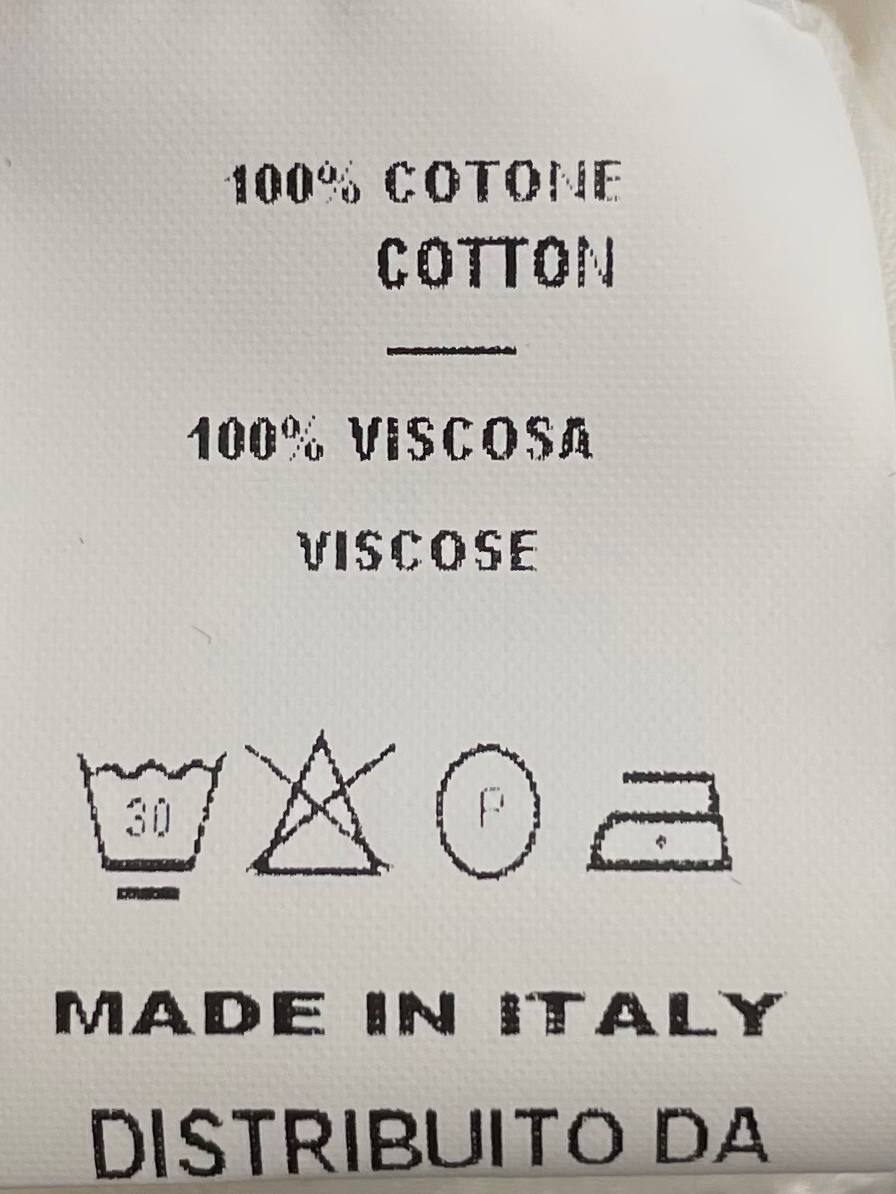 100% COTONE
COTTON
100% VISCOSA
VISCOSE
30 P
MADE IN ITALY
DISTRIBUITO DA